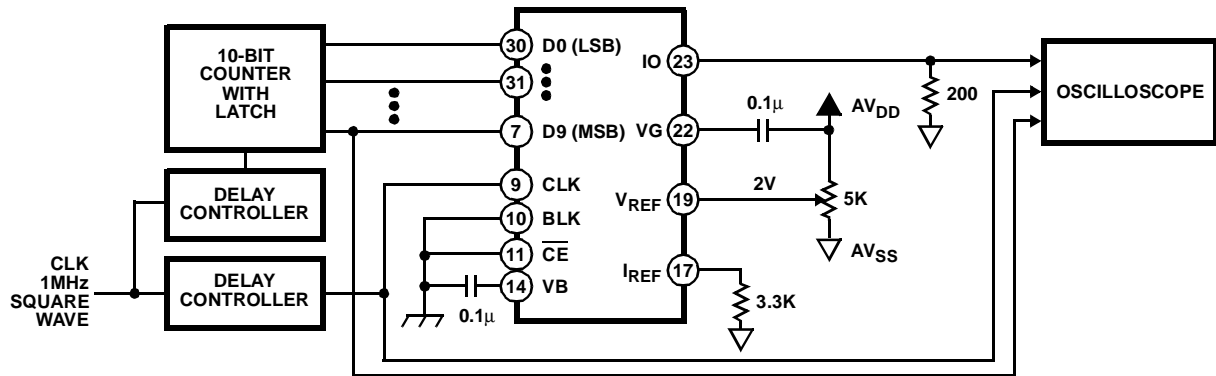 10-BIT
COUNTER
WITH
LATCH
DELAY
CONTROLLER
DELAY
CONTROLLER
CLK
1MHz
SQUARE
WAVE
30 D0 (LSB)
31
7 D9 (MSB)
9 CLK
10 BLK
11 CE
14 VB
0.1μ
IO 23
VG 22
VREF 19
IREF 17
0.1μ
AVDD
2V
5K
AVSS
3.3K
200
OSCILLOSCOPE